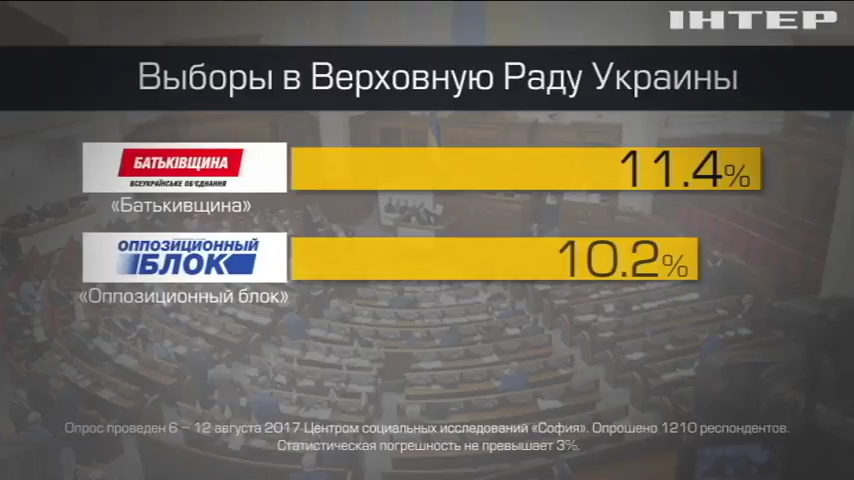 ІНТЕР
Выборы в Верховную Раду Украины
БАТЬКІВЩИНА
ВСЕУКРАЇНСЬКЕ ОБ'ЄДНАННЯ
11.4%
«Батькивщина»
ОППОЗИЦИОННЫЙ
БЛОК
10.2%
«Оппозиционный блок»
Опрос проведен 6 – 12 августа 2017 Центром социальных исследований «София». Опрошено 1210 респондентов.
Статистическая погрешность не превышает 3%.